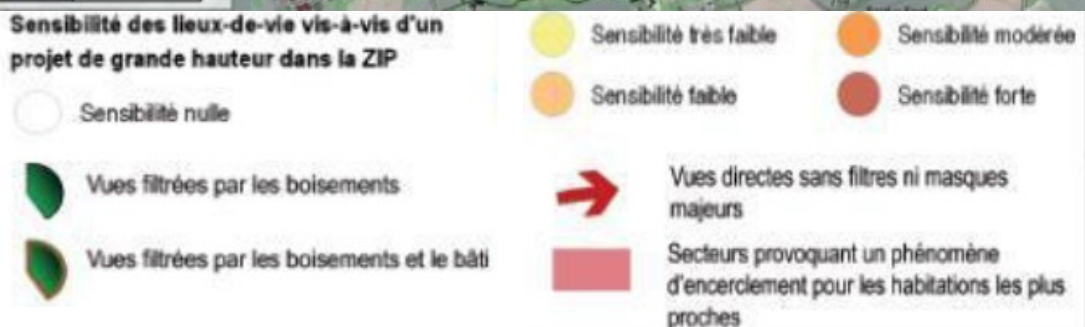 Sensibilité des lieux-de-vie vis-à-vis d'un
projet de grande hauteur dans la ZIP
Sensibilité nulle
Sensibilité très faible
Sensibilité modérée
Sensibilité faible
Sensibilité forte
Vues filtrées par les boisements
Vues filtrées par les boisements et le bâti
Vues directes sans filtres ni masques
majeurs
Secteurs provoquant un phénomène
d'encerclement pour les habitations les plus
proches